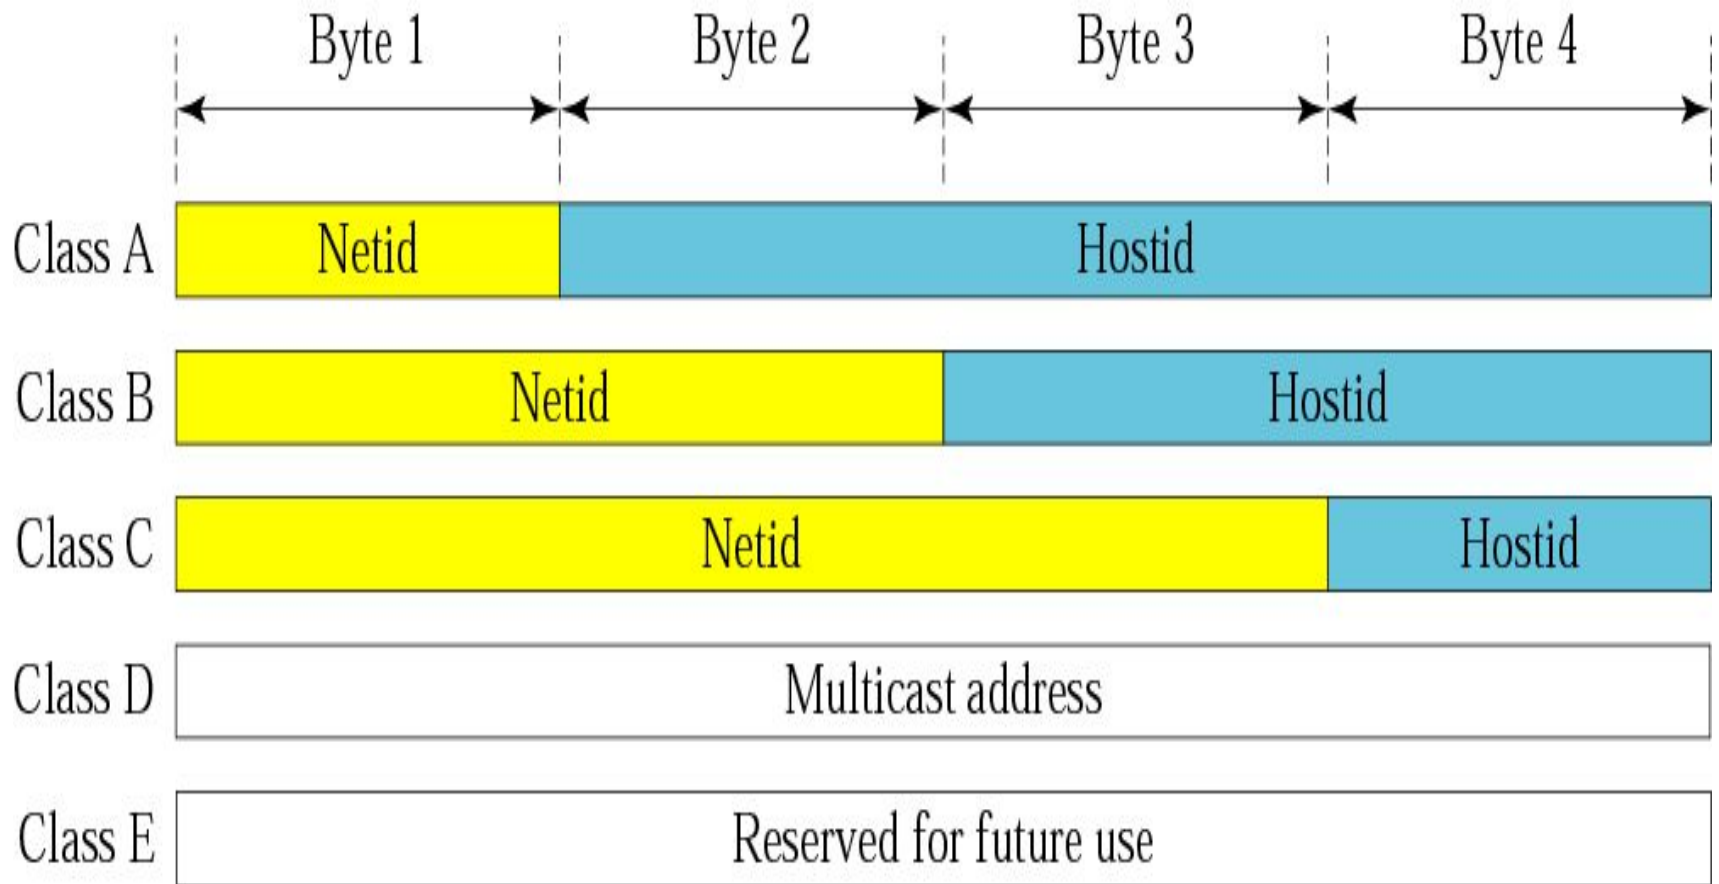 Byte 1 Byte 2 Byte 3 Byte 4
Class A Netid Hostid
Class B Netid Hostid
Class C Netid Hostid
Class D Multicast address
Class E Reserved for future use